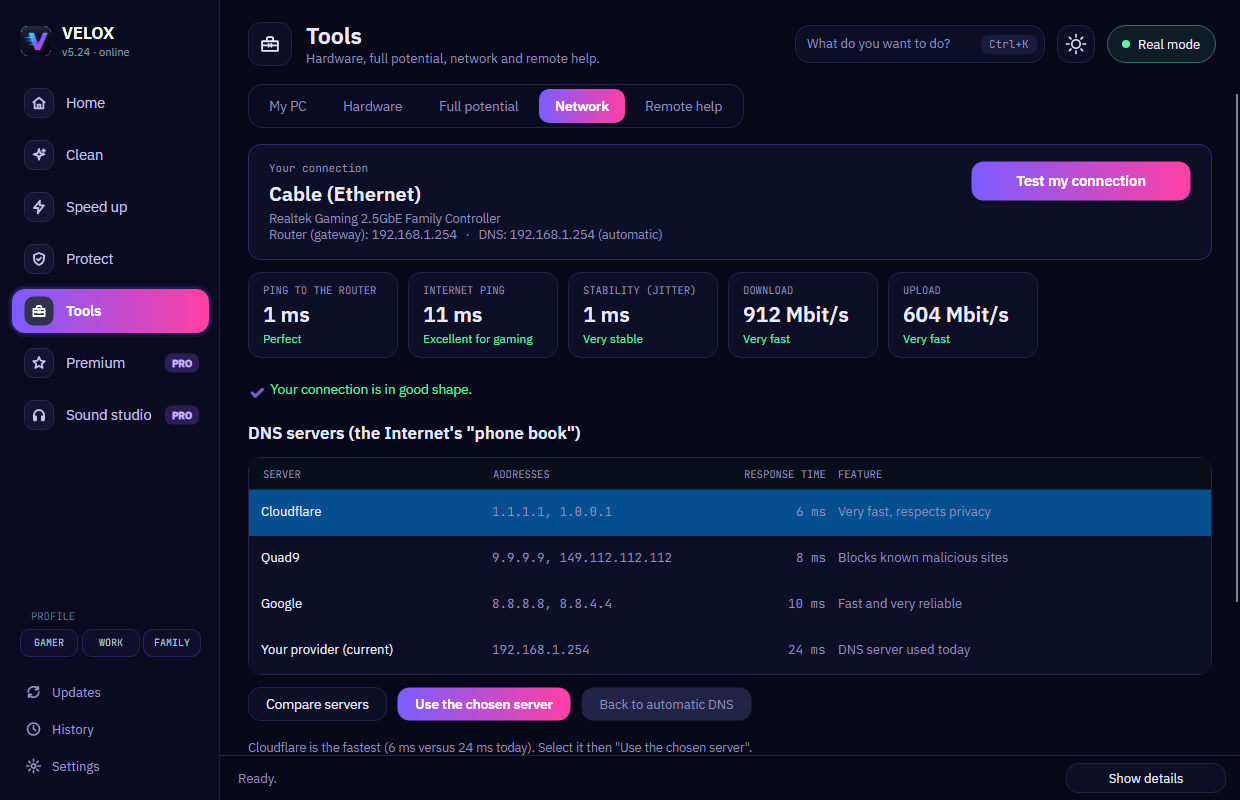 VELOX
v5.24 · online
Home
Clean
Speed up
Protect
Tools
Premium PRO
Sound studio PRO
PROFILE
GAMER WORK FAMILY
Updates
History
Settings
Tools
Hardware, full potential, network and remote help.
What do you want to do? Ctrl+K
Real mode
My PC Hardware Full potential Network Remote help
Your connection
Cable (Ethernet)
Realtek Gaming 2.5GbE Family Controller
Router (gateway): 192.168.1.254 · DNS: 192.168.1.254 (automatic)
Test my connection
PING TO THE ROUTER
1 ms
Perfect
INTERNET PING
11 ms
Excellent for gaming
STABILITY (JITTER)
1 ms
Very stable
DOWNLOAD
912 Mbit/s
Very fast
UPLOAD
604 Mbit/s
Very fast
Your connection is in good shape.
DNS servers (the Internet's "phone book")
SERVER ADDRESSES RESPONSE TIME FEATURE
Cloudflare 1.1.1.1, 1.0.0.1 6 ms Very fast, respects privacy
Quad9 9.9.9.9, 149.112.112.112 8 ms Blocks known malicious sites
Google 8.8.8.8, 8.8.4.4 10 ms Fast and very reliable
Your provider (current) 192.168.1.254 24 ms DNS server used today
Compare servers Use the chosen server Back to automatic DNS
Cloudflare is the fastest (6 ms versus 24 ms today). Select it then "Use the chosen server".
Ready.
Show details